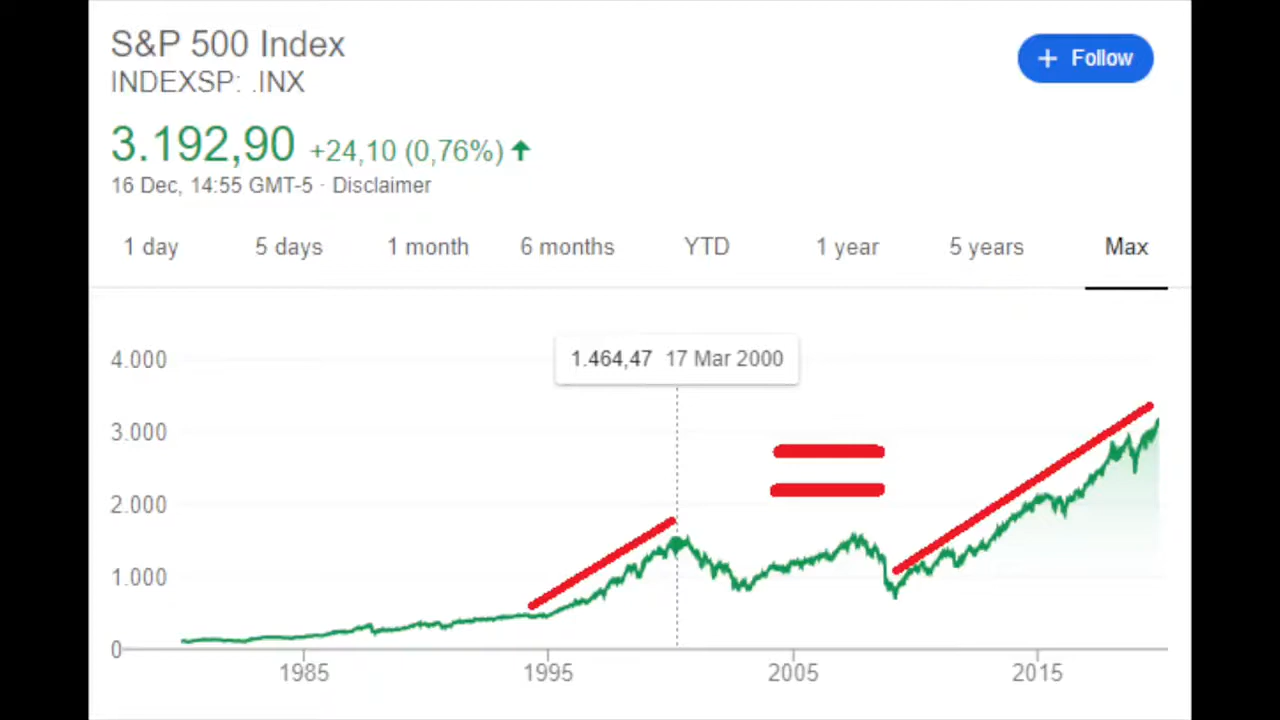 S&P 500 Index
INDEXSP: .INX
+ Follow
3.192,90 +24,10 (0,76%)
16 Dec, 14:55 GMT-5 · Disclaimer
1 day 5 days 1 month 6 months YTD 1 year 5 years Max
1.464,47 17 Mar 2000
4.000
3.000
2.000
1.000
0
1985 1995 2005 2015